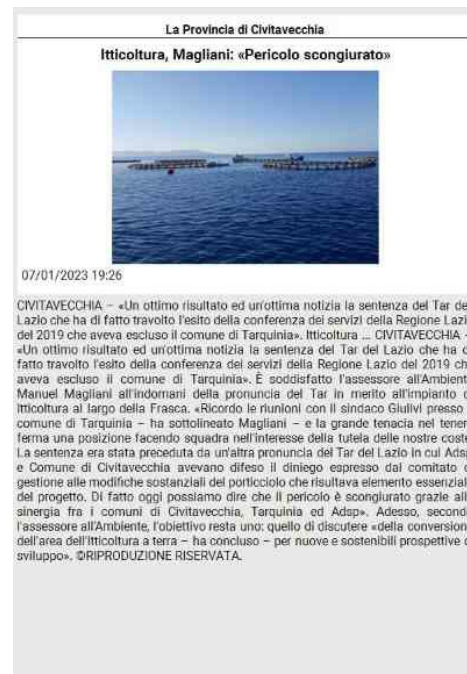 La Provincia di Civitavecchia
Itticoltura, Magliani: «Pericolo scongiurato»
07/01/2023 19:26
CIVITAVECCHIA – «Un ottimo risultato ed un'ottima notizia la sentenza del Tar de
Lazio che ha di fatto travolto l'esito della conferenza dei servizi della Regione Lazi
del 2019 che aveva escluso il comune di Tarquinia». Itticoltura ... CIVITAVECCHIA –
«Un ottimo risultato ed un'ottima notizia la sentenza del Tar del Lazio che ha d
fatto travolto l'esito della conferenza dei servizi della Regione Lazio del 2019 ch
aveva escluso il comune di Tarquinia». È soddisfatto l'assessore all'Ambient
Manuel Magliani all'indomani della pronuncia del Tar in merito all'impianto d
itticoltura al largo della Frasca. «Ricordo le riunioni con il sindaco Giulivi presso
comune di Tarquinia – ha sottolineato Magliani – e la grande tenacia nel tener
ferma una posizione facendo squadra nell'interesse della tutela delle nostre coste
La sentenza era stata preceduta da un'altra pronuncia del Tar del Lazio in cui Adsp
e Comune di Civitavecchia avevano difeso il diniego espresso dal comitato d
gestione alle modifiche sostanziali del porticciolo che risultava elemento essenzial
del progetto. Di fatto oggi possiamo dire che il pericolo è scongiurato grazie all
sinergia fra i comuni di Civitavecchia, Tarquinia ed Adsp». Adesso, second
l'assessore all'Ambiente, l'obiettivo resta uno: quello di discutere «della conversion
dell'area dell'itticoltura a terra – ha concluso – per nuove e sostenibili prospettive d
sviluppo». ©RIPRODUZIONE RISERVATA.